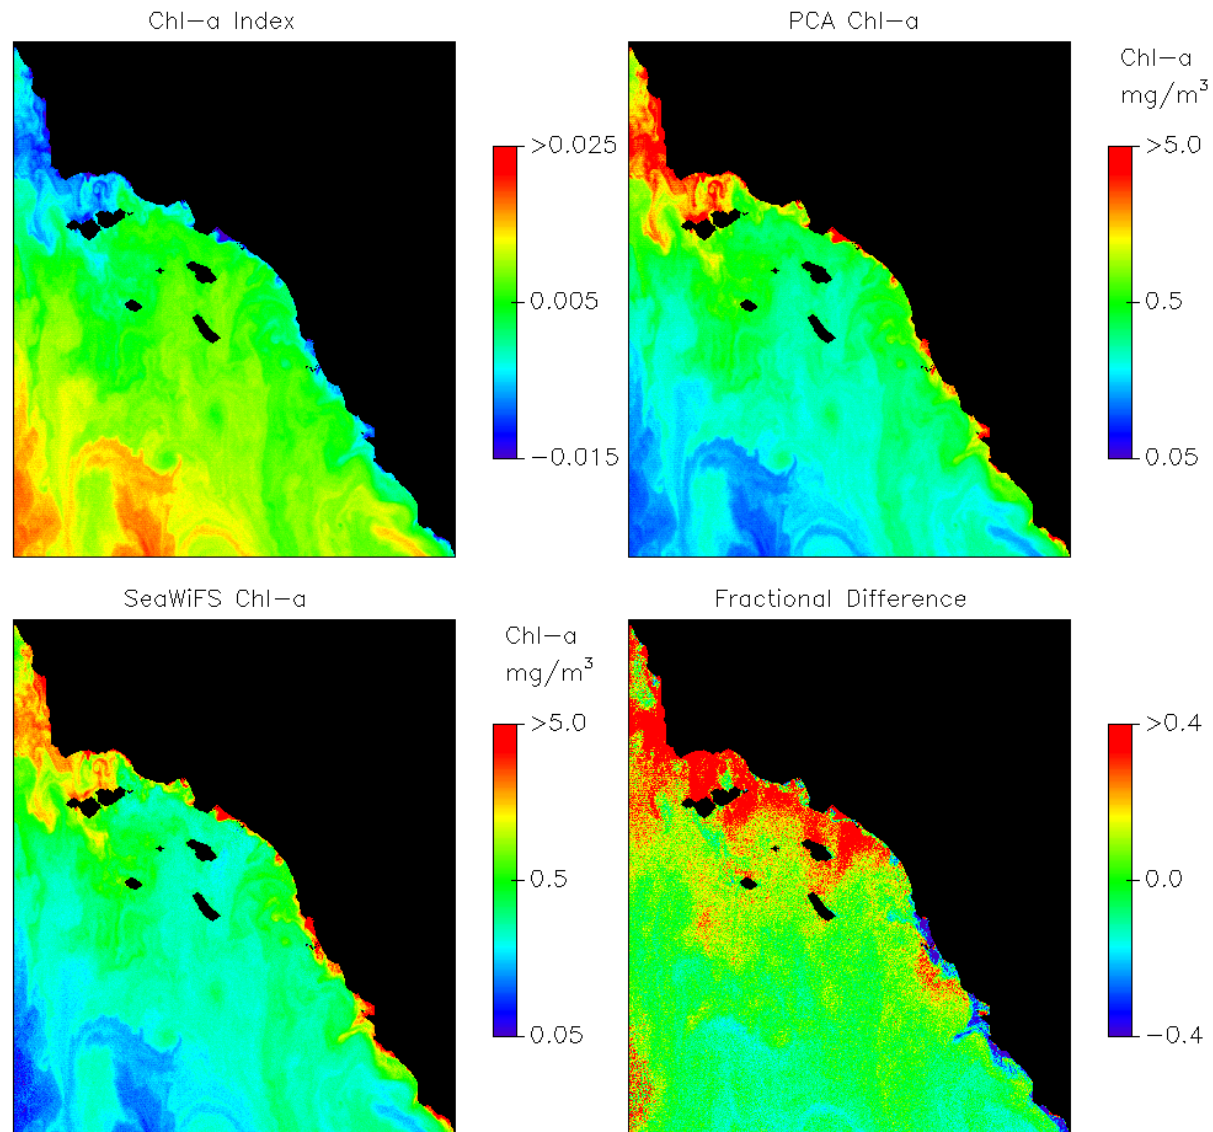 Chl-a Index
PCA Chl-a
Chl-a
mg/m³
>0.025
0.005
-0.015
>5.0
0.5
0.05
SeaWiFS Chl-a
Fractional Difference
Chl-a
mg/m³
>5.0
0.5
0.05
>0.4
0.0
-0.4